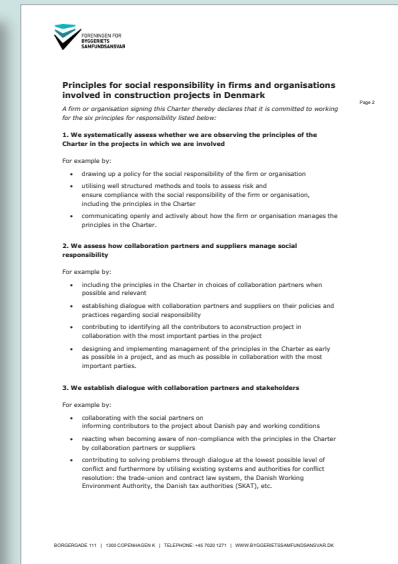 FORENINGEN FOR
BYGGERIETS
SAMFUNDSANSVAR
Principles for social responsibility in firms and organisations
involved in construction projects in Denmark
Page 2
A firm or organisation signing this Charter thereby declares that it is committed to working
for the six principles for responsibility listed below:
1. We systematically assess whether we are observing the principles of the
Charter in the projects in which we are involved
For example by:
• drawing up a policy for the social responsibility of the firm or organisation
• utilising well structured methods and tools to assess risk and
ensure compliance with the social responsibility of the firm or organisation,
including the principles in the Charter
• communicating openly and actively about how the firm or organisation manages the
principles in the Charter.
2. We assess how collaboration partners and suppliers manage social
responsibility
For example by:
• including the principles in the Charter in choices of collaboration partners when
possible and relevant
• establishing dialogue with collaboration partners and suppliers on their policies and
practices regarding social responsibility
• contributing to identifying all the contributors to aconstruction project in
collaboration with the most important parties in the project
• designing and implementing management of the principles in the Charter as early
as possible in a project, and as much as possible in collaboration with the most
important parties.
3. We establish dialogue with collaboration partners and stakeholders
For example by:
• collaborating with the social partners on
informing contributors to the project about Danish pay and working conditions
• reacting when becoming aware of non-compliance with the principles in the Charter
by collaboration partners or suppliers
• contributing to solving problems through dialogue at the lowest possible level of
conflict and furthermore by utilising existing systems and authorities for conflict
resolution: the trade-union and contract law system, the Danish Working
Environment Authority, the Danish tax authorities (SKAT), etc.
BORGERGADE 111 | 1300 COPENHAGEN K | TELEPHONE: +45 7020 1271 | WWW.BYGGERIETSSAMFUNDSANSVAR.DK